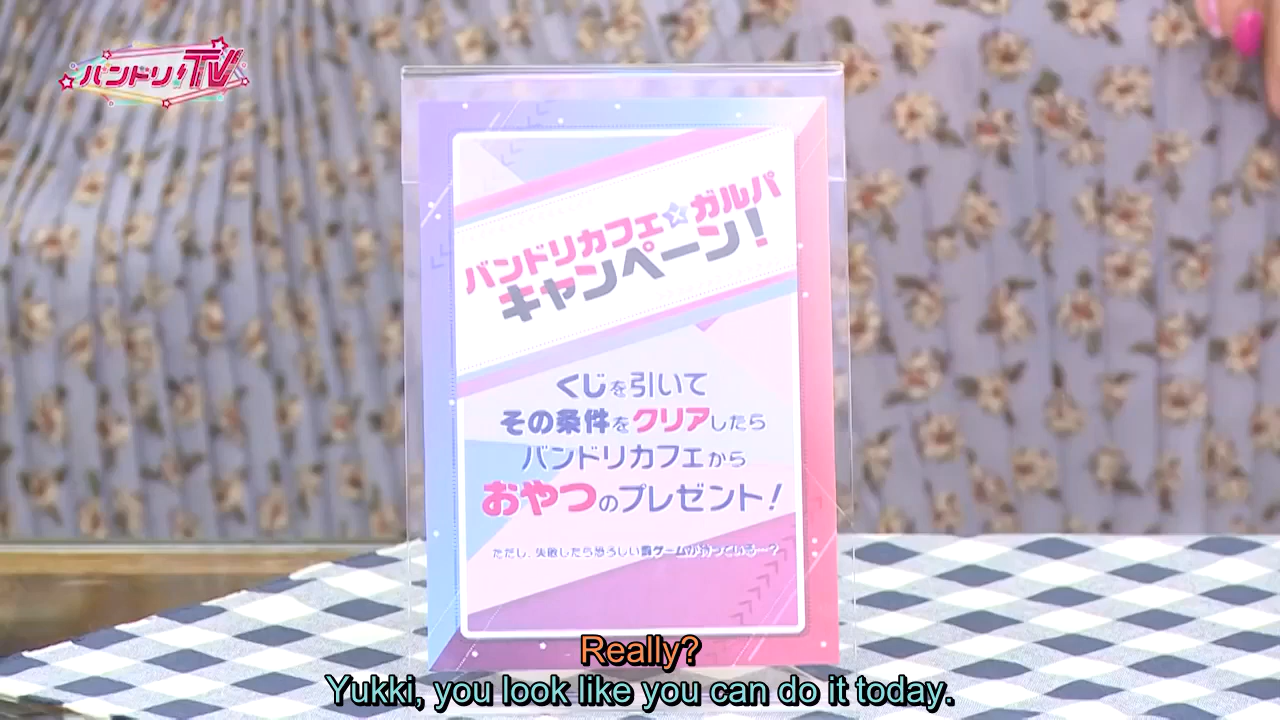 バンドリ!TV
バンドリカフェ☆ガルパ
キャンペーン!
くじを引いて
その条件をクリアしたら
バンドリカフェから
おやつのプレゼント!
ただし、失敗したら恐ろしい罰ゲームが待っている…?
Really?
Yukki, you look like you can do it today.